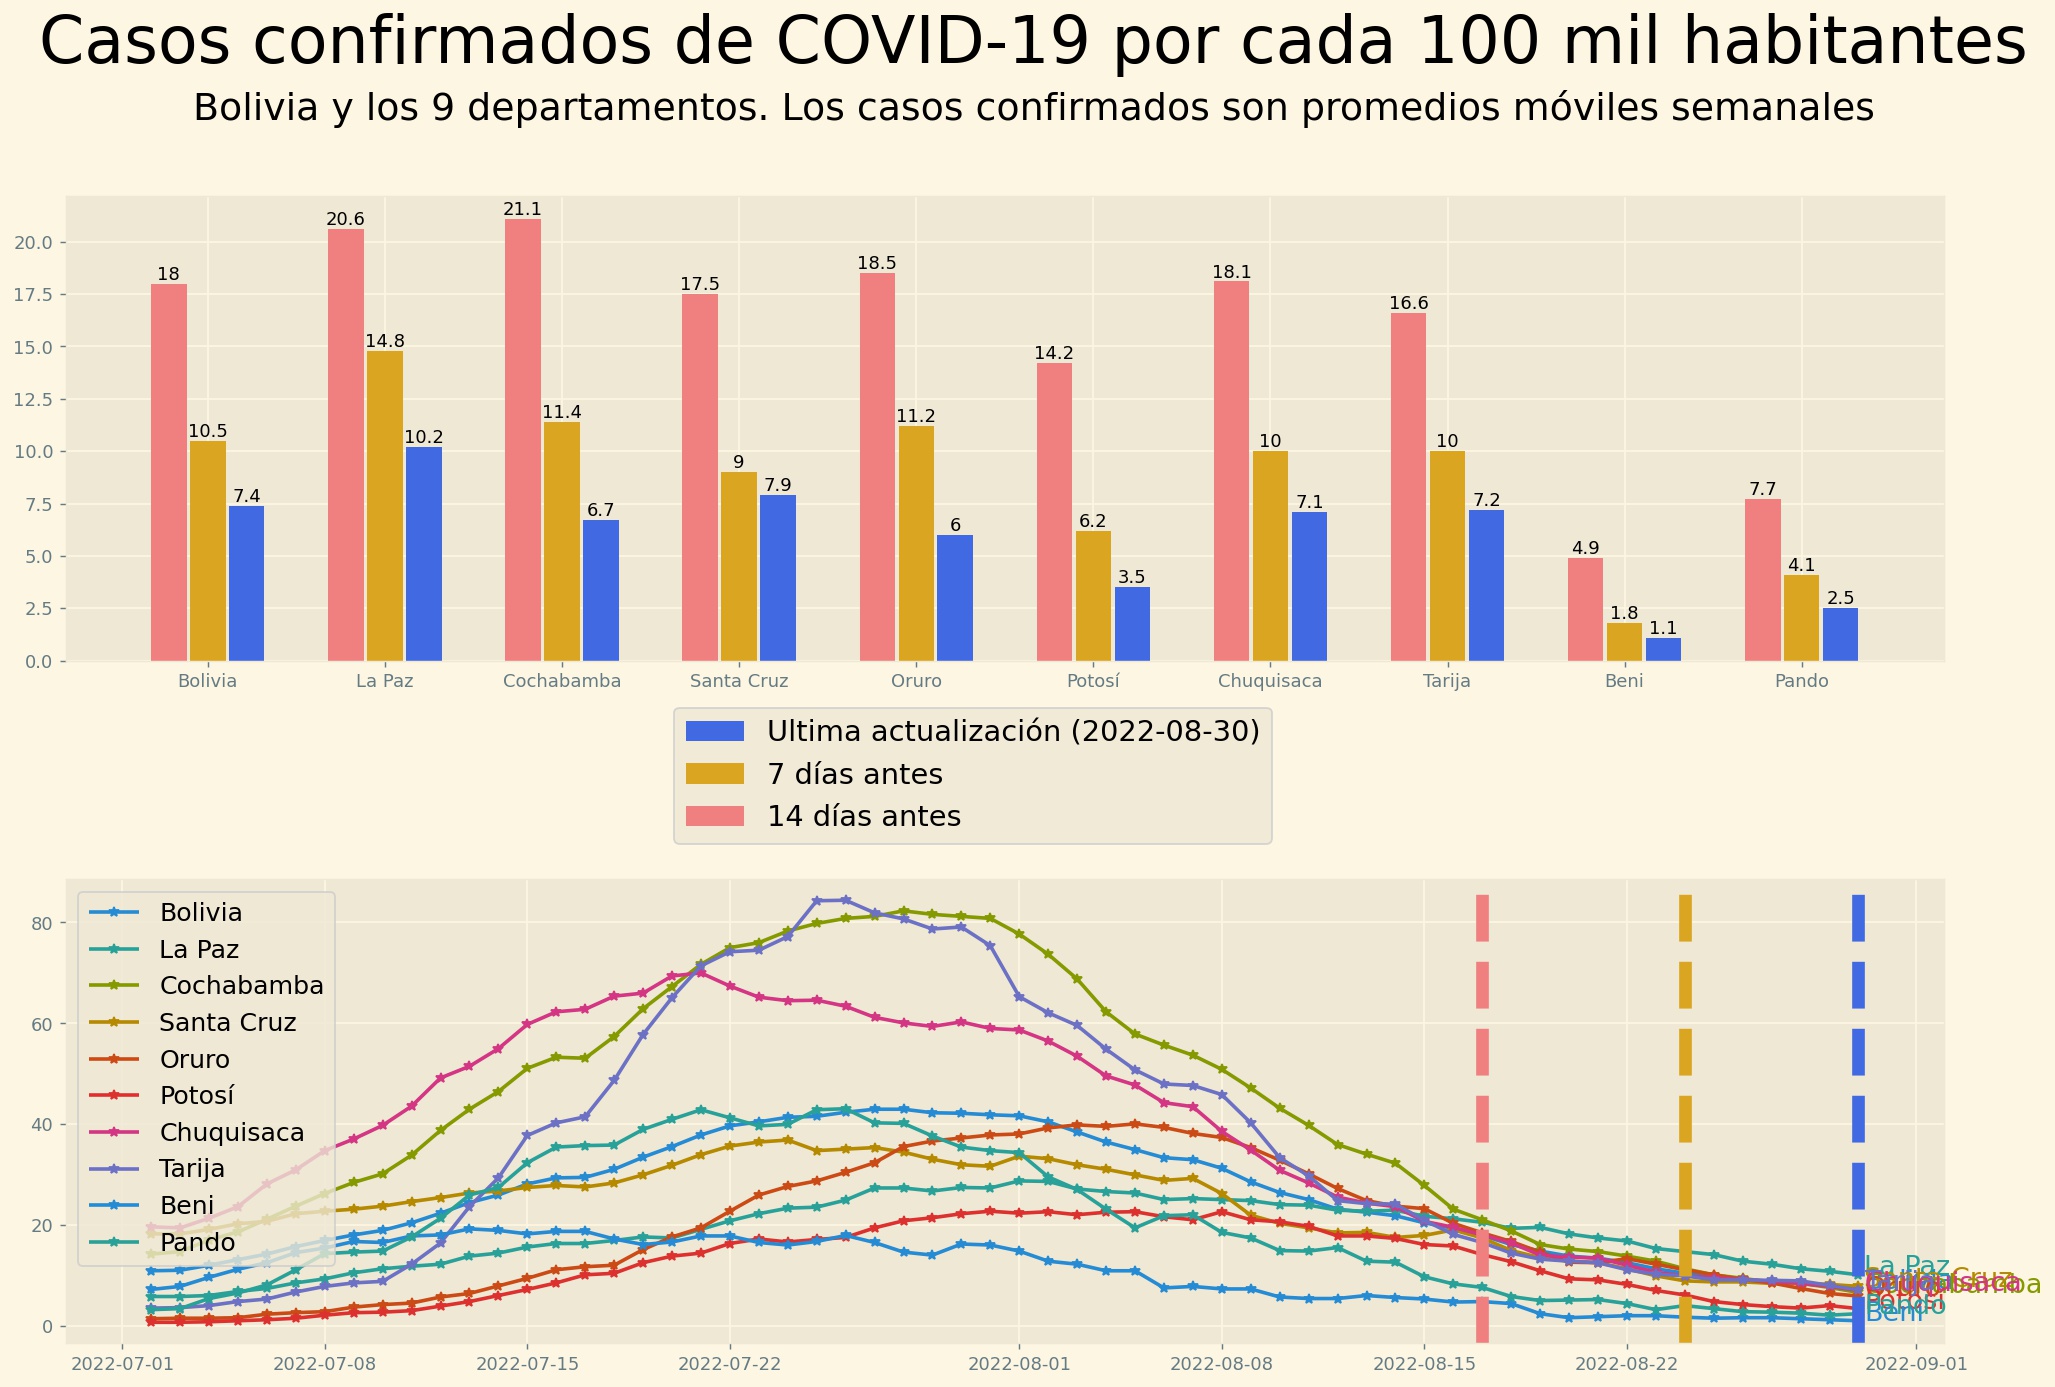 Casos confirmados de COVID-19 por cada 100 mil habitantes
Bolivia y los 9 departamentos. Los casos confirmados son promedios móviles semanales
20.0
17.5
15.0
12.5
10.0
7.5
5.0
2.5
0.0
18 10.5 7.4
20.6 14.8 10.2
21.1 11.4 6.7
17.5 9 7.9
18.5 11.2 6
14.2 6.2 3.5
18.1 10 7.1
16.6 10 7.2
4.9 1.8 1.1
7.7 4.1 2.5
Bolivia La Paz Cochabamba Santa Cruz Oruro Potosí Chuquisaca Tarija Beni Pando
Ultima actualización (2022-08-30)
7 días antes
14 días antes
80
60
40
20
0
Bolivia
La Paz
Cochabamba
Santa Cruz
Oruro
Potosí
Chuquisaca
Tarija
Beni
Pando
La Paz
Santa Cruz
Chuquisaca
Cochabamba
Potosí
Pando
Beni
2022-07-01 2022-07-08 2022-07-15 2022-07-22 2022-08-01 2022-08-08 2022-08-15 2022-08-22 2022-09-01